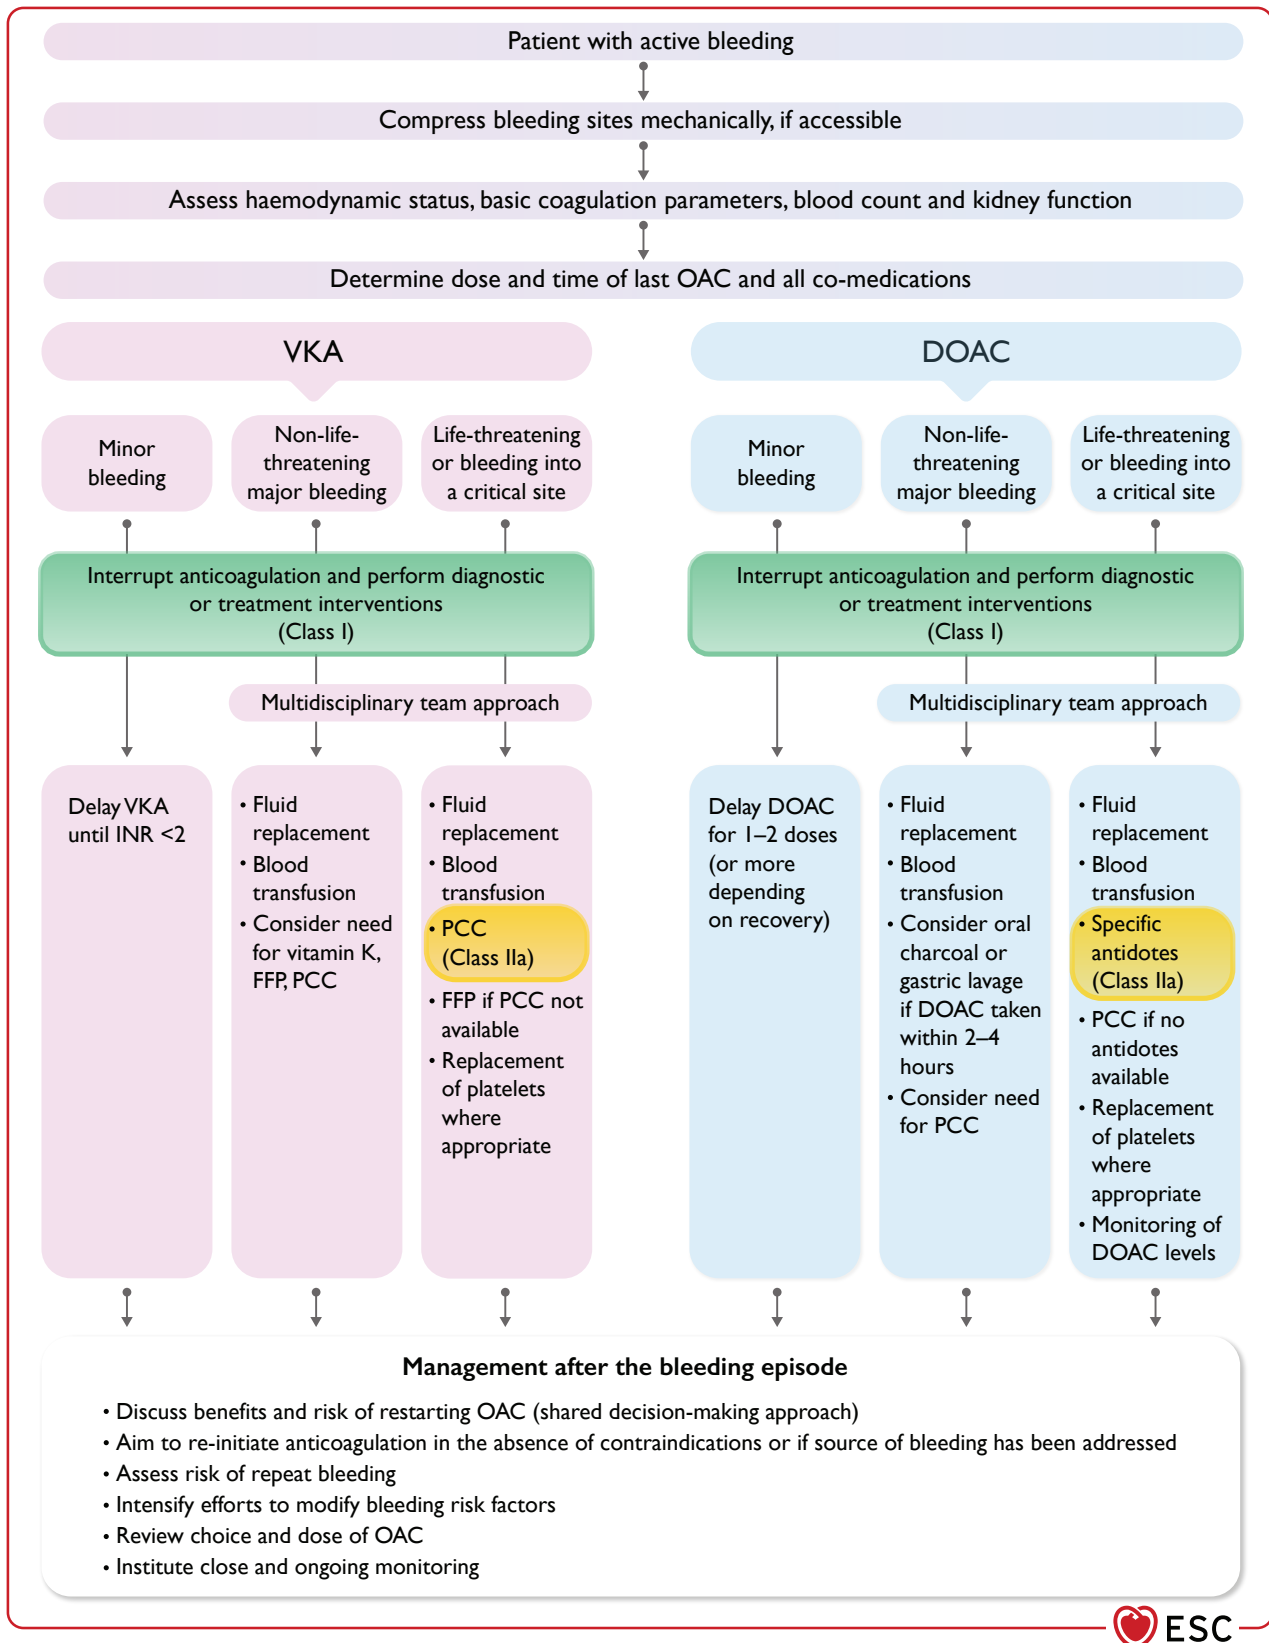 Patient with active bleeding
Compress bleeding sites mechanically, if accessible
Assess haemodynamic status, basic coagulation parameters, blood count and kidney function
Determine dose and time of last OAC and all co-medications
VKA
Minor
bleeding
Non-life-
threatening
major bleeding
Life-threatening
or bleeding into
a critical site
Interrupt anticoagulation and perform diagnostic
or treatment interventions
(Class I)
Multidisciplinary team approach
Delay VKA
until INR <2
• Fluid
replacement
• Blood
transfusion
• Consider need
for vitamin K,
FFP, PCC
• Fluid
replacement
• Blood
transfusion
• PCC
(Class IIa)
• FFP if PCC not
available
• Replacement
of platelets
where
appropriate
DOAC
Minor
bleeding
Non-life-
threatening
major bleeding
Life-threatening
or bleeding into
a critical site
Interrupt anticoagulation and perform diagnostic
or treatment interventions
(Class I)
Multidisciplinary team approach
Delay DOAC
for 1–2 doses
(or more
depending
on recovery)
• Fluid
replacement
• Blood
transfusion
• Consider oral
charcoal or
gastric lavage
if DOAC taken
within 2–4
hours
• Consider need
for PCC
• Fluid
replacement
• Blood
transfusion
• Specific
antidotes
(Class IIa)
• PCC if no
antidotes
available
• Replacement
of platelets
where
appropriate
• Monitoring of
DOAC levels
Management after the bleeding episode
• Discuss benefits and risk of restarting OAC (shared decision-making approach)
• Aim to re-initiate anticoagulation in the absence of contraindications or if source of bleeding has been addressed
• Assess risk of repeat bleeding
• Intensify efforts to modify bleeding risk factors
• Review choice and dose of OAC
• Institute close and ongoing monitoring
ESC